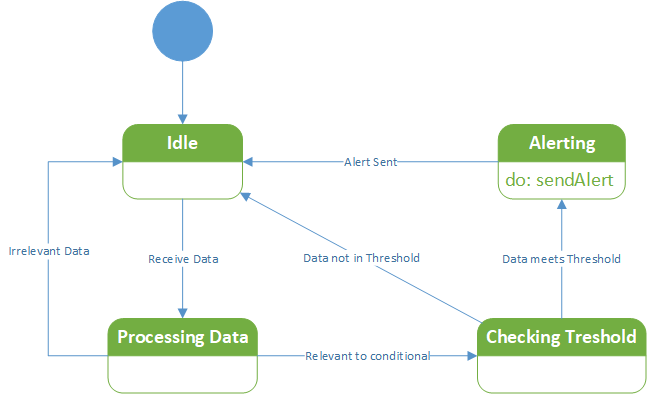 Idle
Alerting
Alert Sent
do: sendAlert
Irrelevant Data
Receive Data
Data not in Threshold
Data meets Threshold
Processing Data
Relevant to conditional
Checking Treshold